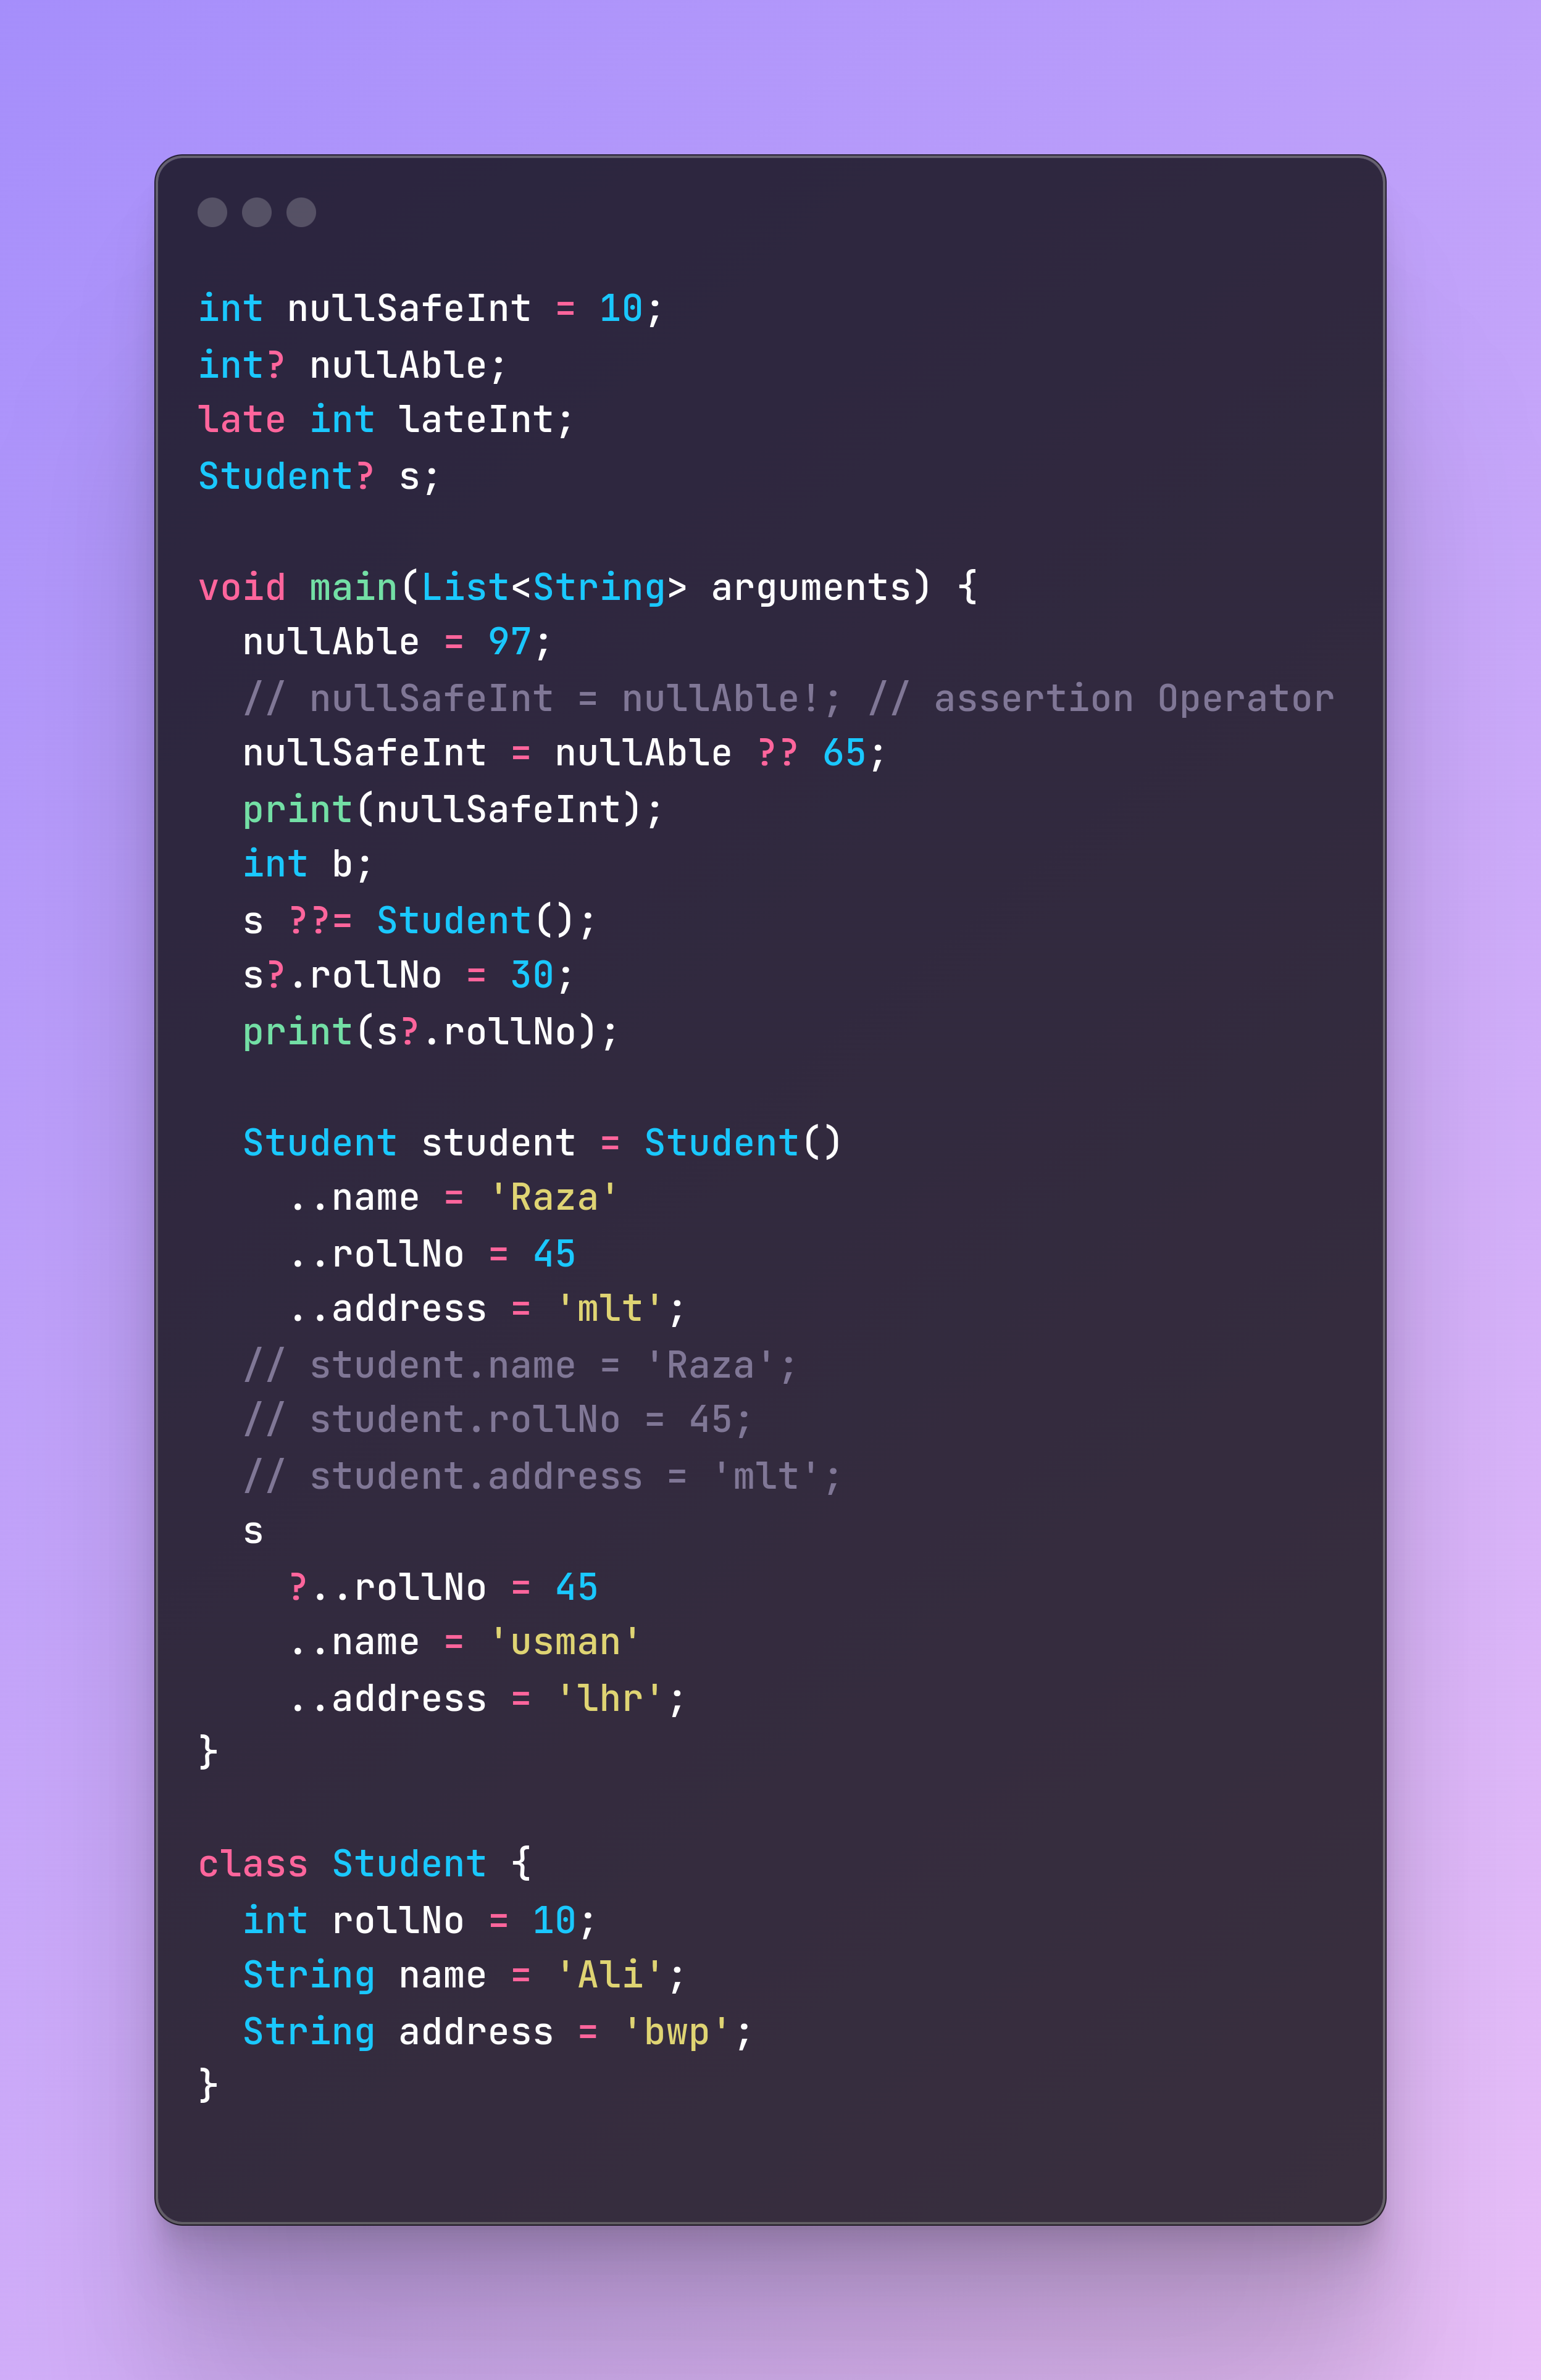 int nullSafeInt = 10;
int? nullAble;
late int lateInt;
Student? s;

void main(List<String> arguments) {
  nullAble = 97;
  // nullSafeInt = nullAble!; // assertion Operator
  nullSafeInt = nullAble ?? 65;
  print(nullSafeInt);
  int b;
  s ??= Student();
  s?.rollNo = 30;
  print(s?.rollNo);

  Student student = Student()
    ..name = 'Raza'
    ..rollNo = 45
    ..address = 'mlt';
  // student.name = 'Raza';
  // student.rollNo = 45;
  // student.address = 'mlt';
  s
    ?..rollNo = 45
    ..name = 'usman'
    ..address = 'lhr';
}

class Student {
  int rollNo = 10;
  String name = 'Ali';
  String address = 'bwp';
}